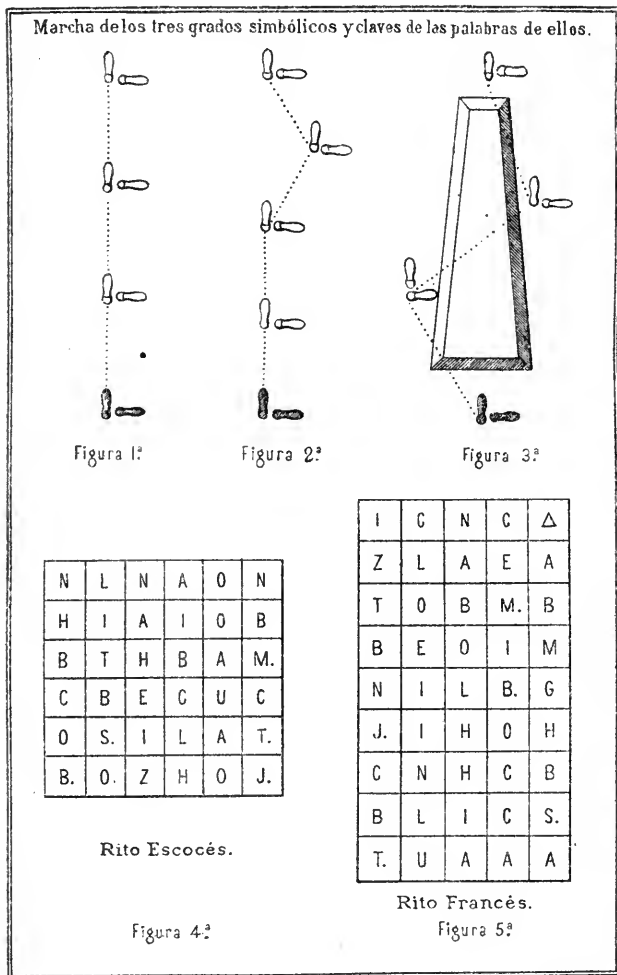 Marcha de los tres grados simbólicos y claves de las palabras de ellos.
Figura 1.ª
Figura 2.ª
Figura 3.ª
N L N A O N
H I A I O B
B T H B A M.
C B E C U C
O S. I L A T.
B. O. Z H O J.
Rito Escocés.
Figura 4.ª
I C N C Δ
Z L A E A
T O B M. B
B E O I M
N I L B. G
J. I H O H
C N H C B
B L I C S.
T. U A A A
Rito Francés.
Figura 5.ª